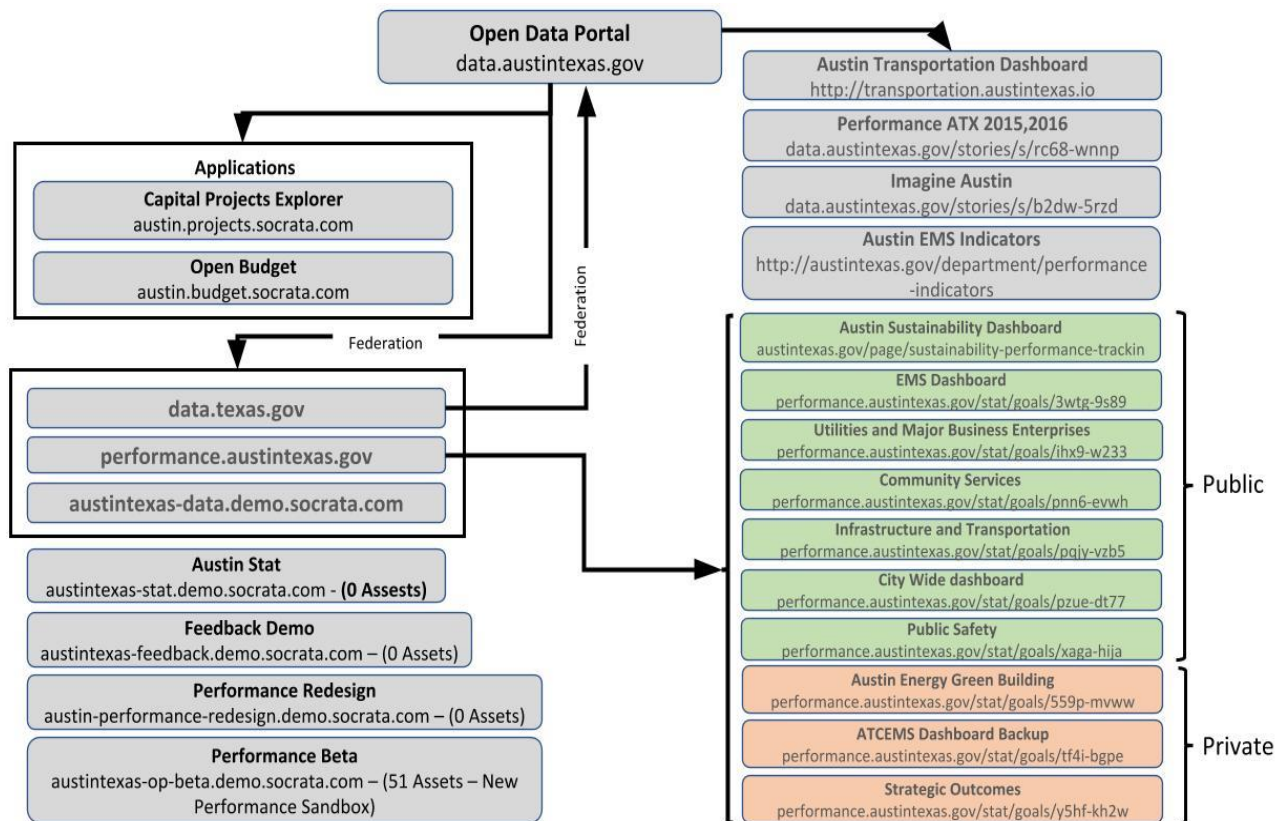 Open Data Portal
data.austintexas.gov
Applications
Capital Projects Explorer
austin.projects.socrata.com
Open Budget
austin.budget.socrata.com
Federation
Federation
data.texas.gov
performance.austintexas.gov
austintexas-data.demo.socrata.com
Austin Stat
austintexas-stat.demo.socrata.com - (0 Assests)
Feedback Demo
austintexas-feedback.demo.socrata.com – (0 Assets)
Performance Redesign
austin-performance-redesign.demo.socrata.com – (0 Assets)
Performance Beta
austintexas-op-beta.demo.socrata.com – (51 Assets – New
Performance Sandbox)
Austin Transportation Dashboard
http://transportation.austintexas.io
Performance ATX 2015,2016
data.austintexas.gov/stories/s/rc68-wnnp
Imagine Austin
data.austintexas.gov/stories/s/b2dw-5rzd
Austin EMS Indicators
http://austintexas.gov/department/performance
-indicators
Austin Sustainability Dashboard
austintexas.gov/page/sustainability-performance-trackin
EMS Dashboard
performance.austintexas.gov/stat/goals/3wtg-9s89
Utilities and Major Business Enterprises
performance.austintexas.gov/stat/goals/ihx9-w233
Community Services
performance.austintexas.gov/stat/goals/pnn6-evwh
Infrastructure and Transportation
performance.austintexas.gov/stat/goals/pqjy-vzb5
City Wide dashboard
performance.austintexas.gov/stat/goals/pzue-dt77
Public Safety
performance.austintexas.gov/stat/goals/xaga-hija
Public
Austin Energy Green Building
performance.austintexas.gov/stat/goals/559p-mvww
ATCEMS Dashboard Backup
performance.austintexas.gov/stat/goals/tf4i-bgpe
Strategic Outcomes
performance.austintexas.gov/stat/goals/y5hf-kh2w
Private